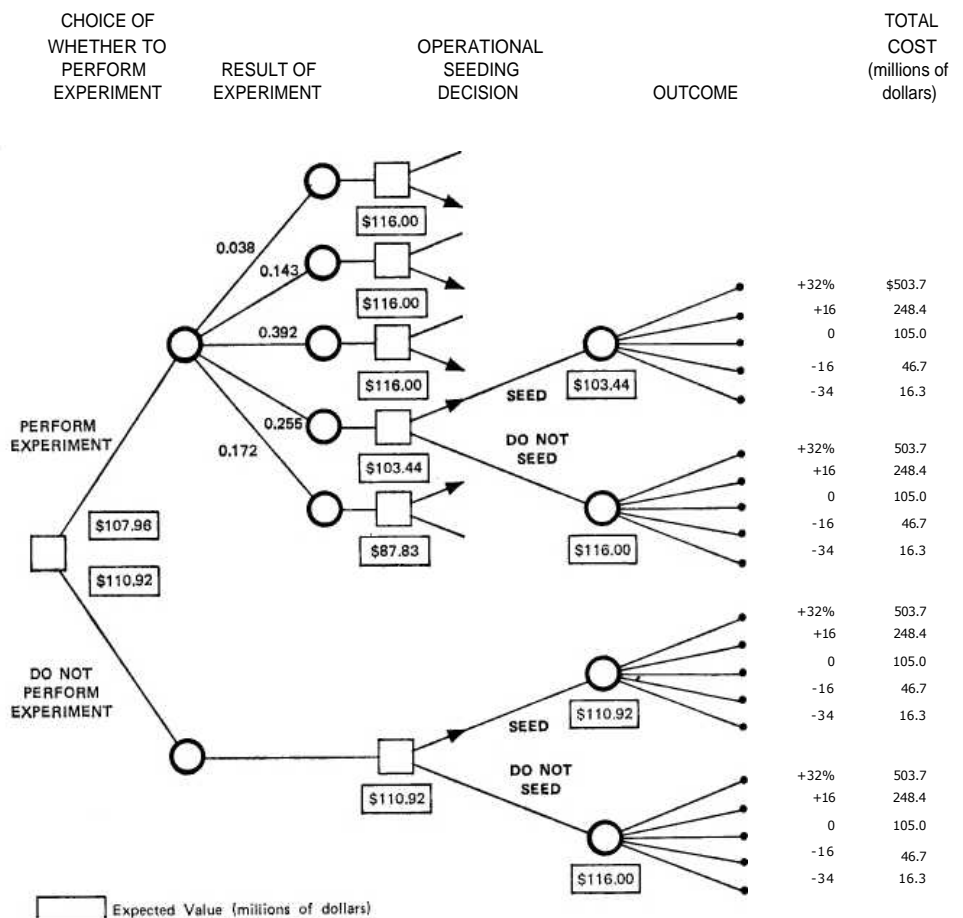 CHOICE OF
WHETHER TO
PERFORM
EXPERIMENT
RESULT OF
EXPERIMENT
OPERATIONAL
SEEDING
DECISION
OUTCOME
TOTAL
COST
(millions of
dollars)
$116.00
0.038
0.143
$116.00
0.392
$116.00
0.255
0.172
$103.44
$87.83
PERFORM
EXPERIMENT
$107.96
$110.92
SEED
$103.44
DO NOT
SEED
$116.00
+32% $503.7
+16 248.4
0 105.0
-16 46.7
-34 16.3
+32% 503.7
+16 248.4
0 105.0
-16 46.7
-34 16.3
DO NOT
PERFORM
EXPERIMENT
$110.92
SEED
$110.92
DO NOT
SEED
$116.00
+32% 503.7
+16 248.4
0 105.0
-16 46.7
-34 16.3
+32% 503.7
+16 248.4
0 105.0
-16 46.7
-34 16.3
Expected Value (millions of dollars)